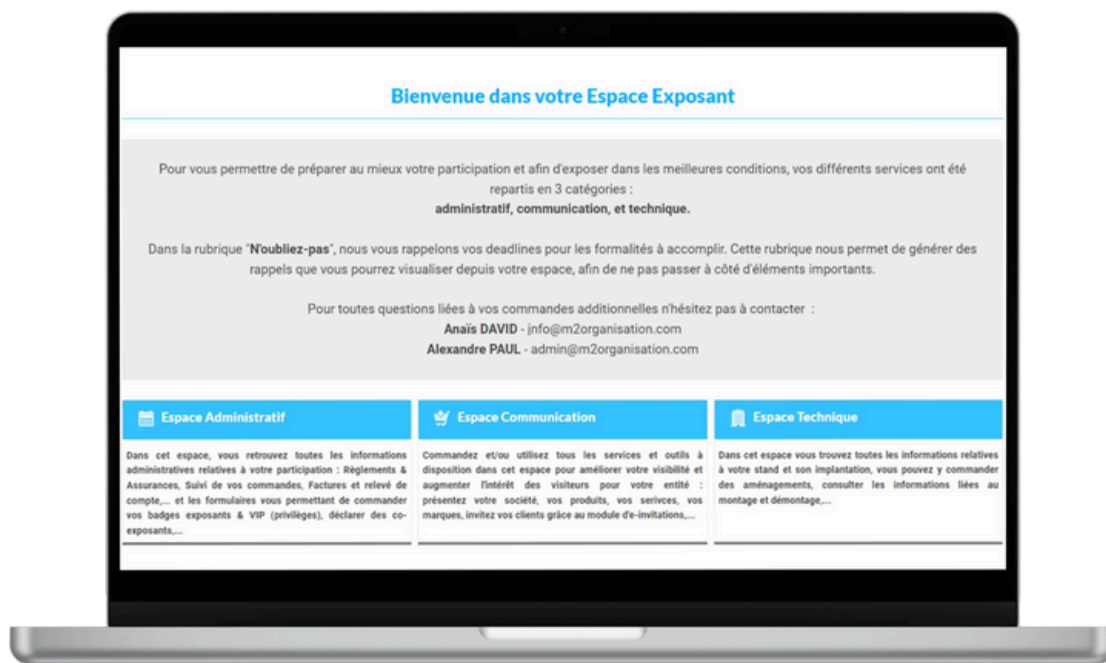 Bienvenue dans votre Espace Exposant
Pour vous permettre de préparer au mieux votre participation et afin d'exposer dans les meilleures conditions, vos différents services ont été
repartis en 3 catégories :
administratif, communication, et technique.
Dans la rubrique "N'oubliez-pas", nous vous rappelons vos deadlines pour les formalités à accomplir. Cette rubrique nous permet de générer des
rappels que vous pourrez visualiser depuis votre espace, afin de ne pas passer à côté d'éléments importants.
Pour toutes questions liées à vos commandes additionnelles n'hésitez pas à contacter :
Anaïs DAVID - jnfo@m2organisation.com
Alexandre PAUL - admin@m2organisation.com
Espace Administratif
Dans cet espace, vous retrouvez toutes les informations
administratives relatives à votre participation : Règlements &
Assurances, Suivi de vos commandes, Factures et relevé de
compte,... et les formulaires vous permettant de commander
vos badges exposants & VIP (privilèges), déclarer des co-
exposants,...
Espace Communication
Commandez et/ou utilisez tous les services et outils à
disposition dans cet espace pour améliorer votre visibilité et
augmenter l'intérêt des visiteurs pour votre entité :
présentez votre société, vos produits, vos serivces, vos
marques, invitez vos clients grâce au module d'e-invitations,...
Espace Technique
Dans cet espace vous trouvez toutes les informations relatives
à votre stand et son implantation, vous pouvez y commander
des aménagements, consulter les informations liées au
montage et démontage,...